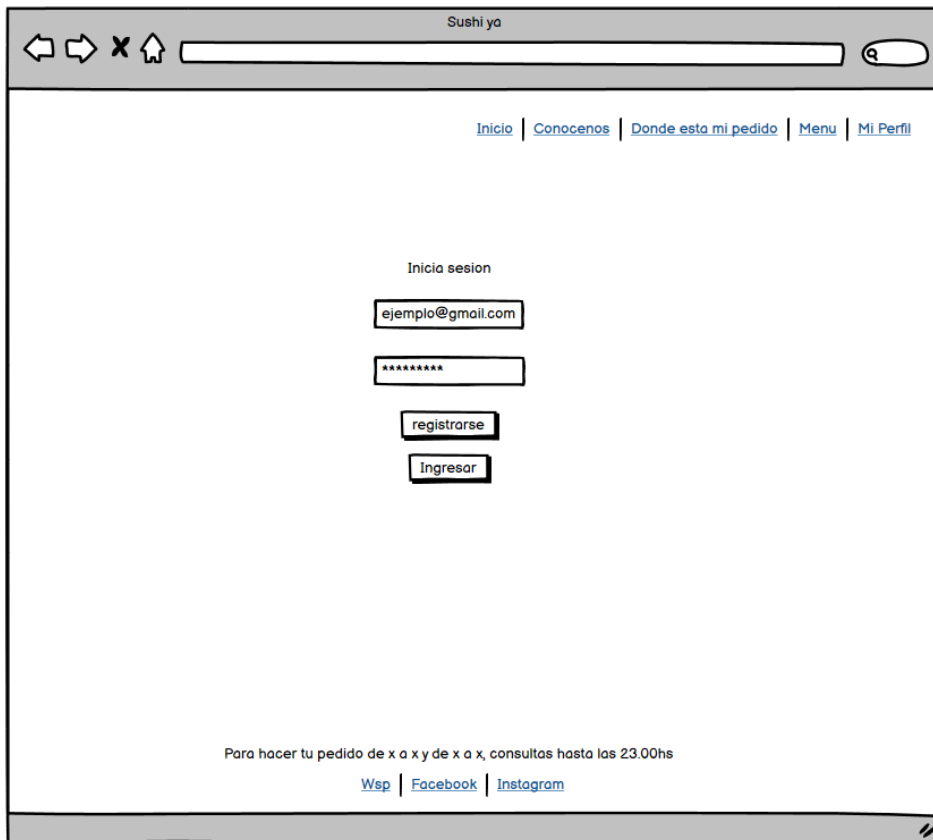 Sushi ya
Inicio | Conocenos | Donde esta mi pedido | Menu | Mi Perfil
Inicia sesion
ejemplo@gmail.com
*********
registrarse
Ingresar
Para hacer tu pedido de x a x y de x a x, consultas hasta las 23.00hs
Wsp | Facebook | Instagram